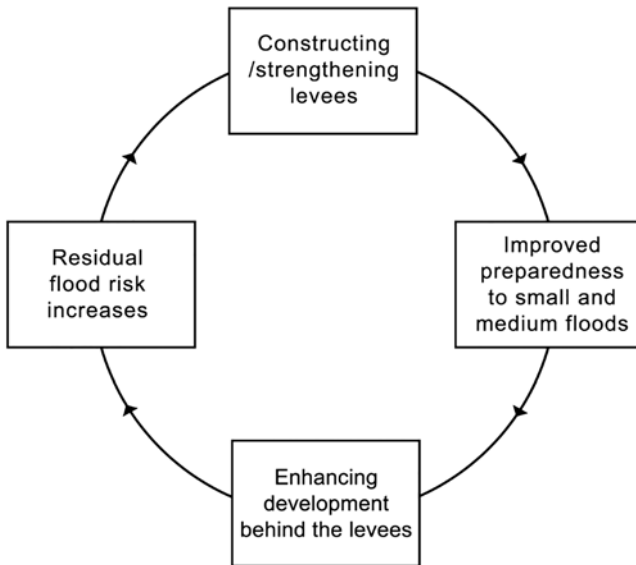 Constructing
/strengthening
levees
Improved
preparedness
to small and
medium floods
Enhancing
development
behind the levees
Residual
flood risk
increases